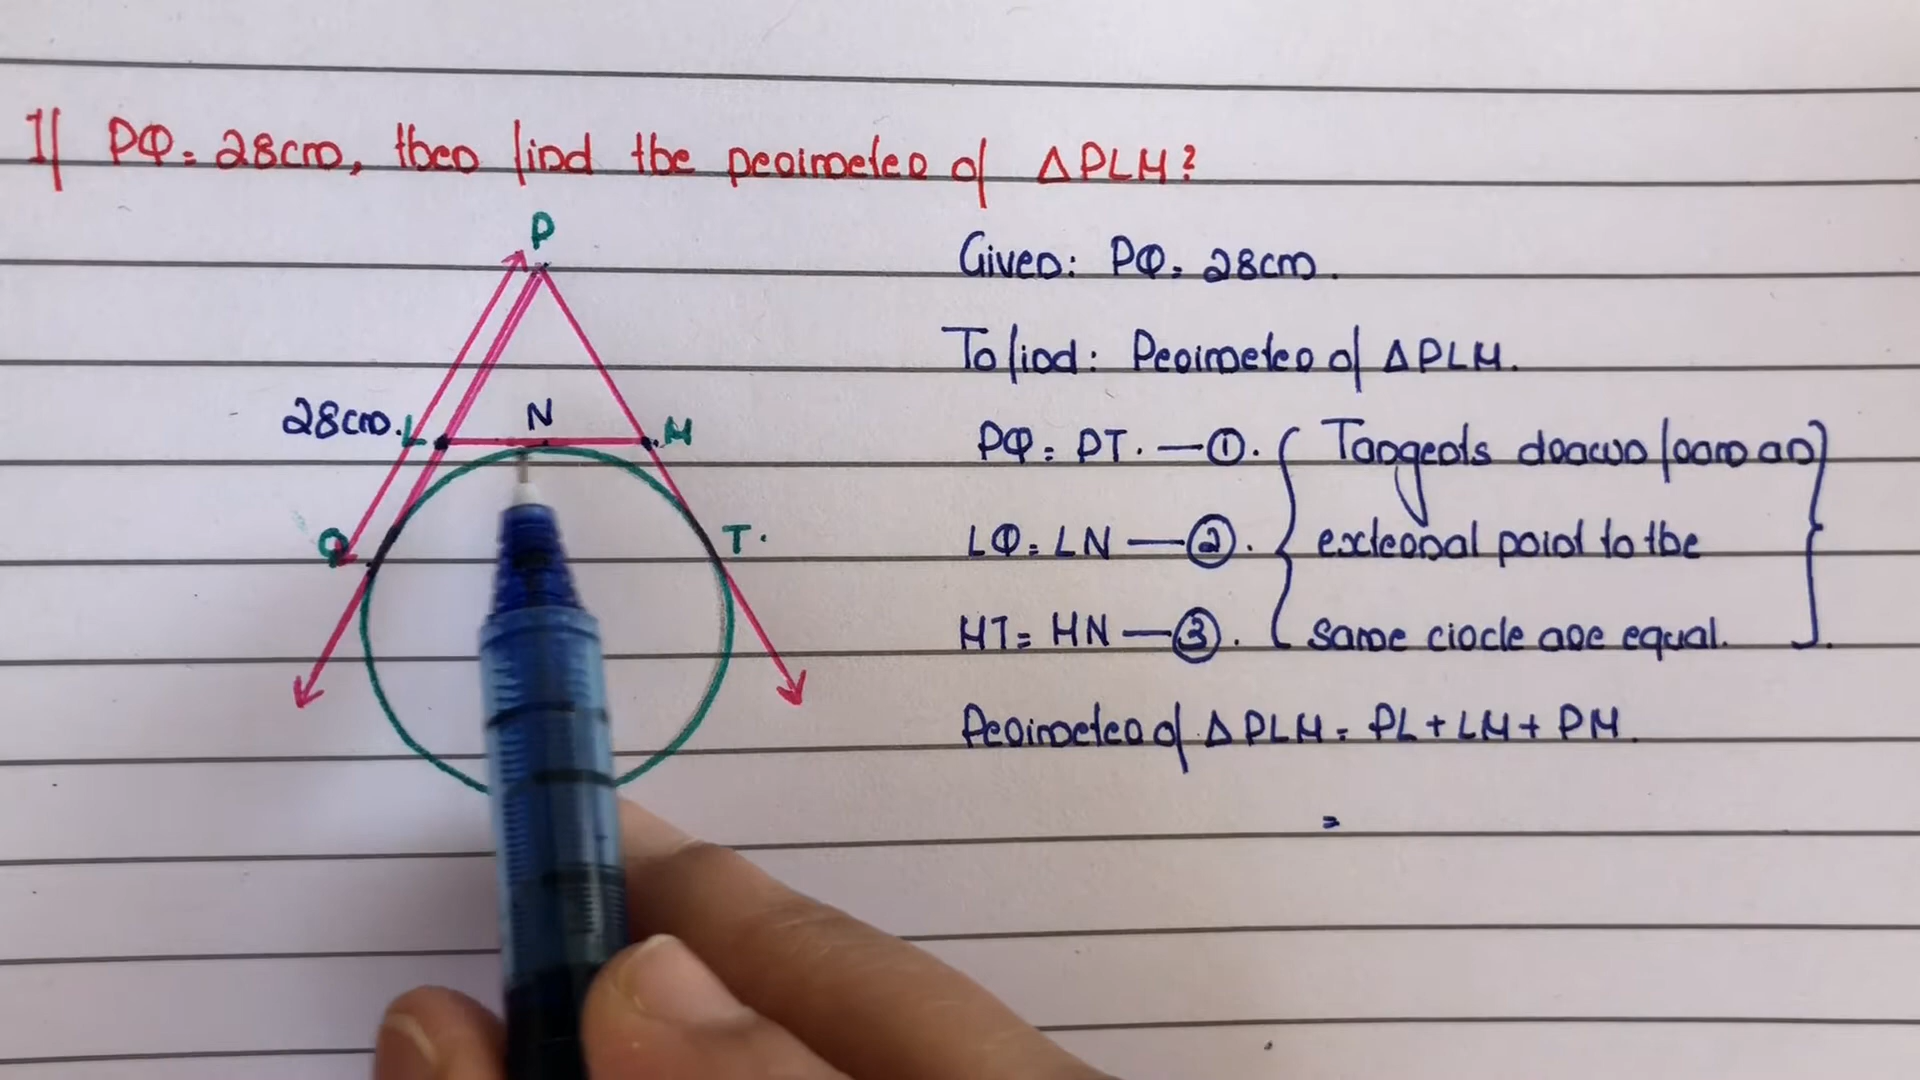 If PQ = 28cm, then find the perimeter of ΔPLM?
P
Given: PQ = 28cm.
To find: Perimeter of ΔPLM.
28cm. L N M
PQ = PT. — ①. { Tangents drawn from an }
Q T.
LQ = LN — ②. external point to the
MT = MN — ③. same circle are equal.
Perimeter of ΔPLM = PL + LM + PM.
=